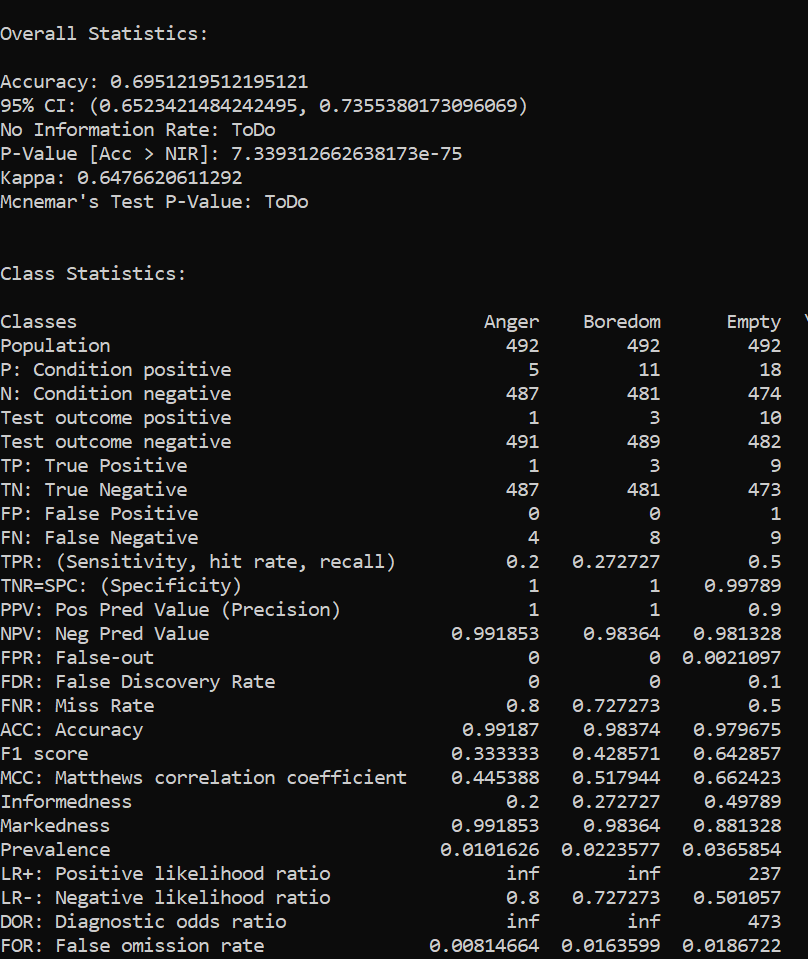 Overall Statistics:
Accuracy: 0.6951219512195121
95% CI: (0.6523421484242495, 0.7355380173096069)
No Information Rate: ToDo
P-Value [Acc > NIR]: 7.339312662638173e-75
Kappa: 0.6476620611292
Mcnemar's Test P-Value: ToDo
Class Statistics:
Classes Anger Boredom Empty \
Population 492 492 492
P: Condition positive 5 11 18
N: Condition negative 487 481 474
Test outcome positive 1 3 10
Test outcome negative 491 489 482
TP: True Positive 1 3 9
TN: True Negative 487 481 473
FP: False Positive 0 0 1
FN: False Negative 4 8 9
TPR: (Sensitivity, hit rate, recall) 0.2 0.272727 0.5
TNR=SPC: (Specificity) 1 1 0.99789
PPV: Pos Pred Value (Precision) 1 1 0.9
NPV: Neg Pred Value 0.991853 0.98364 0.981328
FPR: False-out 0 0 0.0021097
FDR: False Discovery Rate 0 0 0.1
FNR: Miss Rate 0.8 0.727273 0.5
ACC: Accuracy 0.99187 0.98374 0.979675
F1 score 0.333333 0.428571 0.642857
MCC: Matthews correlation coefficient 0.445388 0.517944 0.662423
Informedness 0.2 0.272727 0.49789
Markedness 0.991853 0.98364 0.881328
Prevalence 0.0101626 0.0223577 0.0365854
LR+: Positive likelihood ratio inf inf 237
LR-: Negative likelihood ratio 0.8 0.727273 0.501057
DOR: Diagnostic odds ratio inf inf 473
FOR: False omission rate 0.00814664 0.0163599 0.0186722